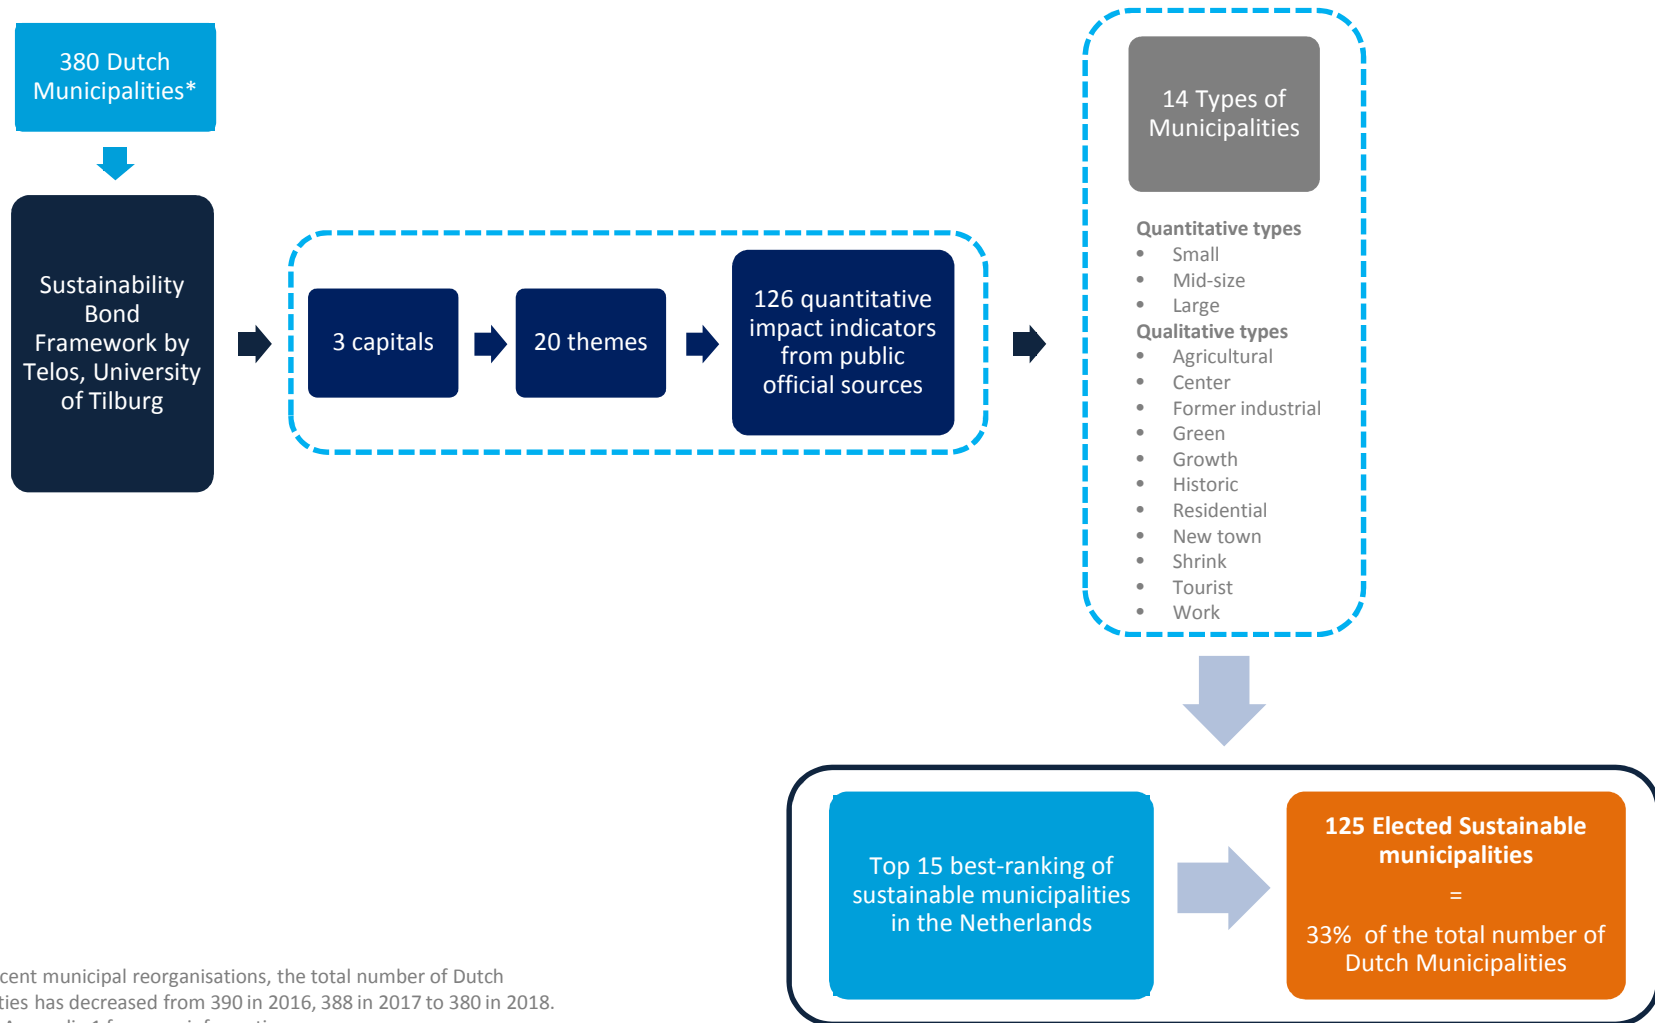 380 Dutch
Municipalities*
Sustainability
Bond
Framework by
Telos, University
of Tilburg
3 capitals
20 themes
126 quantitative
impact indicators
from public
official sources
14 Types of
Municipalities
Quantitative types
• Small
• Mid-size
• Large
Qualitative types
• Agricultural
• Center
• Former industrial
• Green
• Growth
• Historic
• Residential
• New town
• Shrink
• Tourist
• Work
Top 15 best-ranking of
sustainable municipalities
in the Netherlands
125 Elected Sustainable
municipalities
=
33% of the total number of
Dutch Municipalities
cent municipal reorganisations, the total number of Dutch
ties has decreased from 390 in 2016, 388 in 2017 to 380 in 2018.